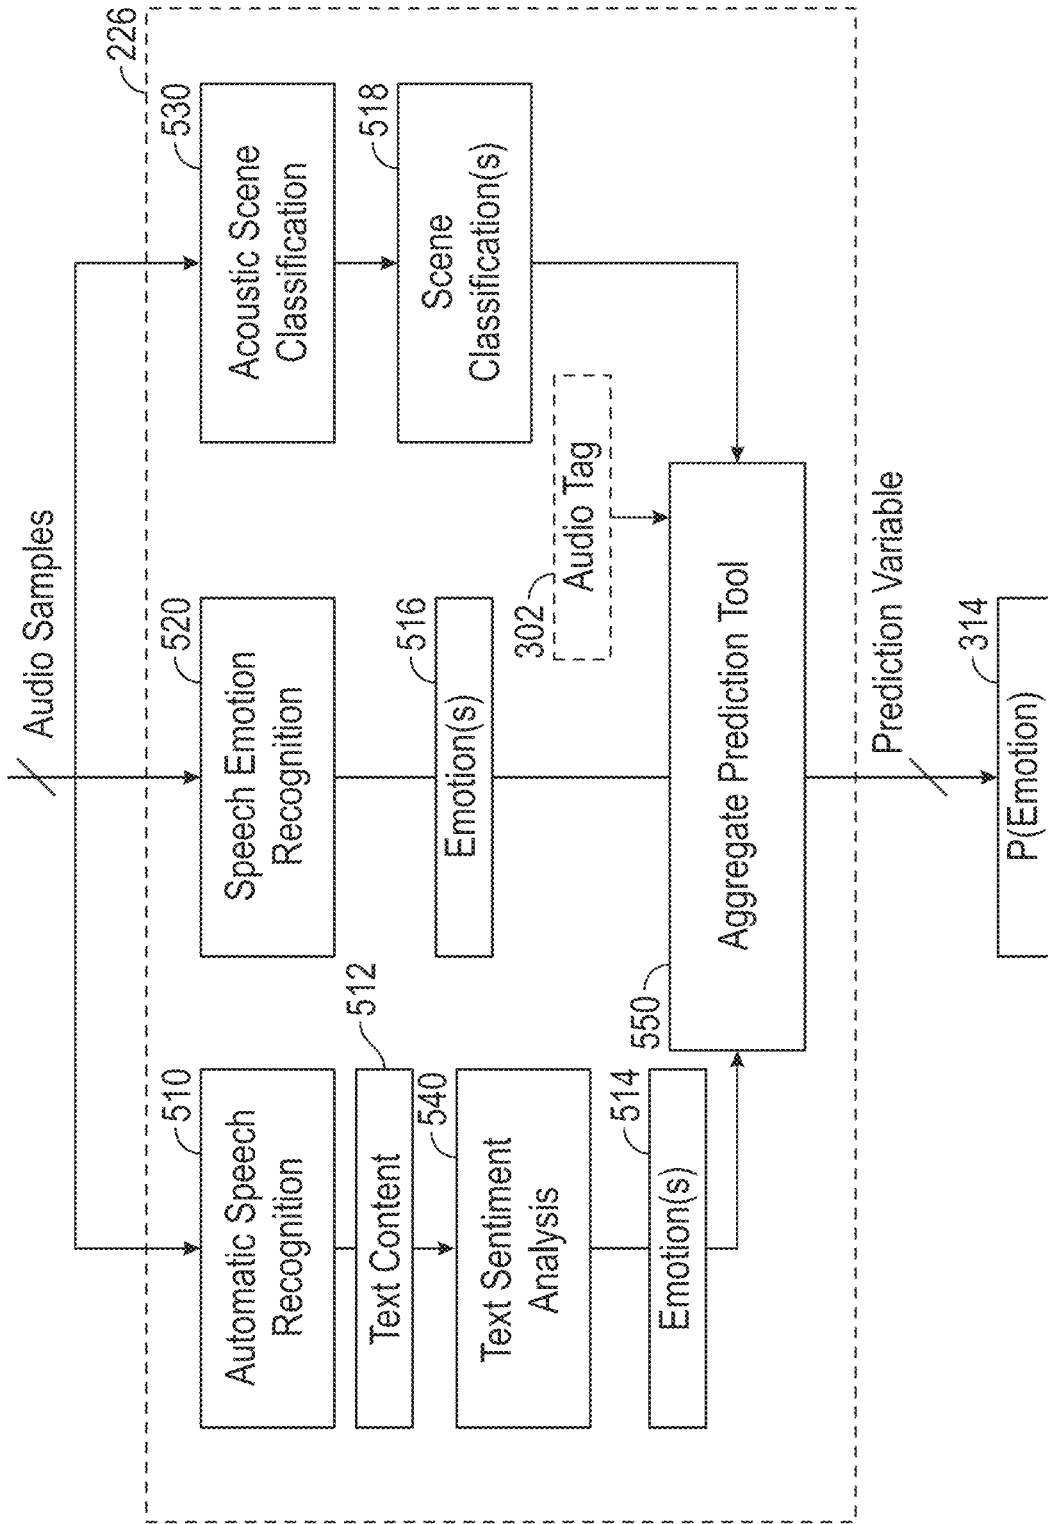 Audio Samples
226
510
Automatic Speech
Recognition
512
Text Content
540
Text Sentiment
Analysis
514
Emotion(s)
520
Speech Emotion
Recognition
516
Emotion(s)
530
Acoustic Scene
Classification
518
Scene
Classification(s)
302
Audio Tag
550
Aggregate Prediction Tool
Prediction Variable
314
P(Emotion)